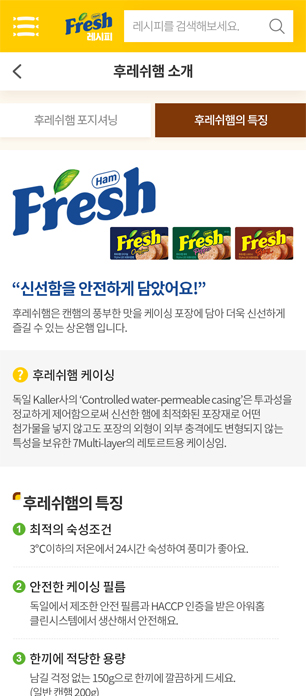 Ham
Fresh
레시피
레시피를 검색해보세요.
후레쉬햄 소개
후레쉬햄 포지셔닝
후레쉬햄의 특징
Ham
Fresh
Fresh
Fresh
Fresh
“신선함을 안전하게 담았어요!”
후레쉬햄은 캔햄의 풍부한 맛을 케이싱 포장에 담아 더욱 신선하게
즐길 수 있는 상온햄 입니다.
? 후레쉬햄 케이싱
독일 Kaller사의 ‘Controlled water-permeable casing’은 투과성을
정교하게 제어함으로써 신선한 햄에 최적화된 포장재로 어떤
첨가물을 넣지 않고도 포장의 외형이 외부 충격에도 변형되지 않는
특성을 보유한 7Multi-layer의 레토르트용 케이싱임.
후레쉬햄의 특징
1 최적의 숙성조건
3°C이하의 저온에서 24시간 숙성하여 풍미가 좋아요.
2 안전한 케이싱 필름
독일에서 제조한 안전 필름과 HACCP 인증을 받은 아워홈
클린시스템에서 생산해서 안전해요.
3 한끼에 적당한 용량
남길 걱정 없는 150g으로 한끼에 깔끔하게 드세요.
(일반 캔햄 200g)